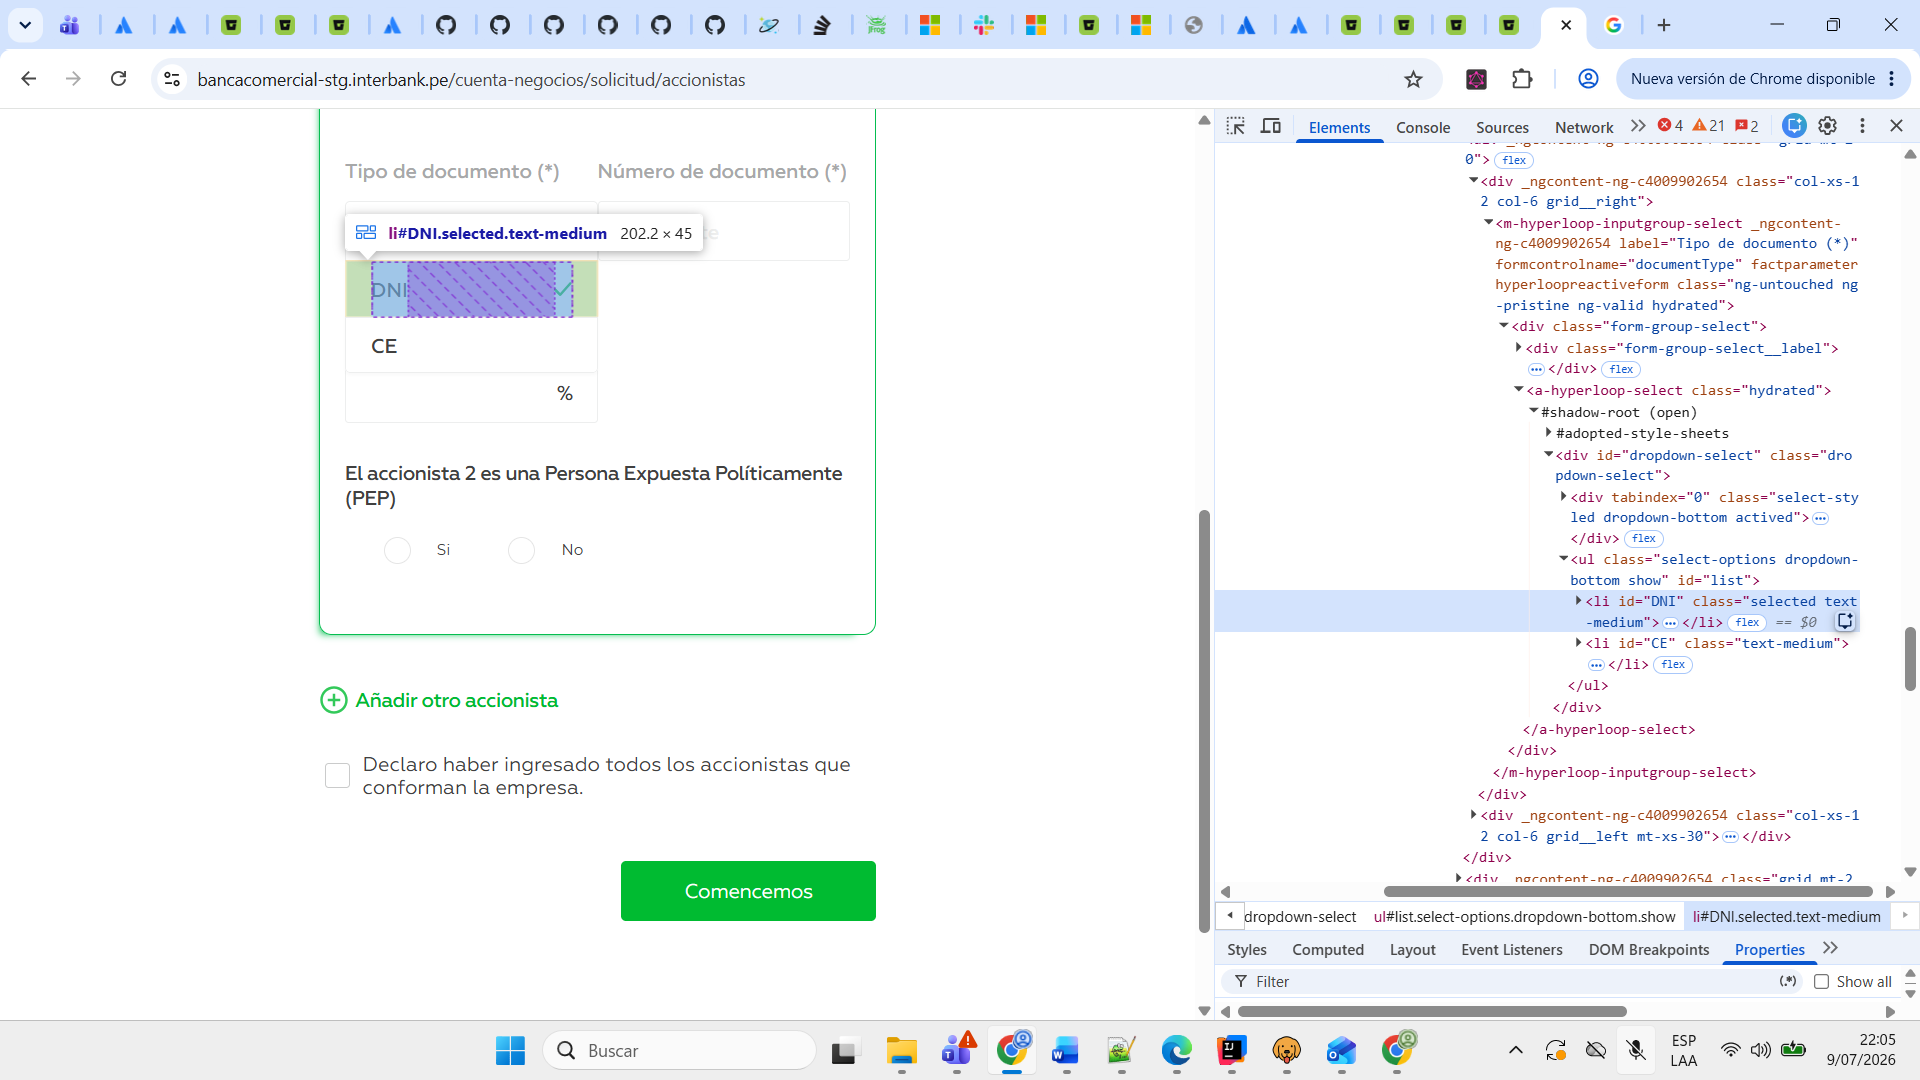 bancacomercial-stg.interbank.pe/cuenta-negocios/solicitud/accionistas
Nueva versión de Chrome disponible
Tipo de documento (*)
Número de documento (*)
li#DNI.selected.text-medium 202.2 × 45
DNI
CE
%
El accionista 2 es una Persona Expuesta Políticamente
(PEP)
Si
No
Añadir otro accionista
Declaro haber ingresado todos los accionistas que
conforman la empresa.
Comencemos
Elements Console Sources Network 4 21 2
0"> flex
<div _ngcontent-ng-c4009902654 class="col-xs-1
2 col-6 grid__right">
<m-hyperloop-inputgroup-select _ngcontent-
ng-c4009902654 label="Tipo de documento (*)"
formcontrolname="documentType" factparameter
hyperloopreactiveform class="ng-untouched ng
-pristine ng-valid hydrated">
<div class="form-group-select">
<div class="form-group-select__label">
</div> flex
<a-hyperloop-select class="hydrated">
#shadow-root (open)
#adopted-style-sheets
<div id="dropdown-select" class="dro
pdown-select">
<div tabindex="0" class="select-sty
led dropdown-bottom actived">
</div> flex
<ul class="select-options dropdown-
bottom show" id="list">
<li id="DNI" class="selected text
-medium"> … </li> flex == $0
<li id="CE" class="text-medium">
… </li> flex
</ul>
</div>
</a-hyperloop-select>
</div>
</m-hyperloop-inputgroup-select>
</div>
<div _ngcontent-ng-c4009902654 class="col-xs-1
2 col-6 grid__left mt-xs-30"> … </div>
</div>
<div _ngcontent-ng-c4009902654 class="grid mt-2
dropdown-select ul#list.select-options.dropdown-bottom.show li#DNI.selected.text-medium
Styles Computed Layout Event Listeners DOM Breakpoints Properties
Filter (.*) Show all
Buscar
ESP
LAA
22:05
9/07/2026